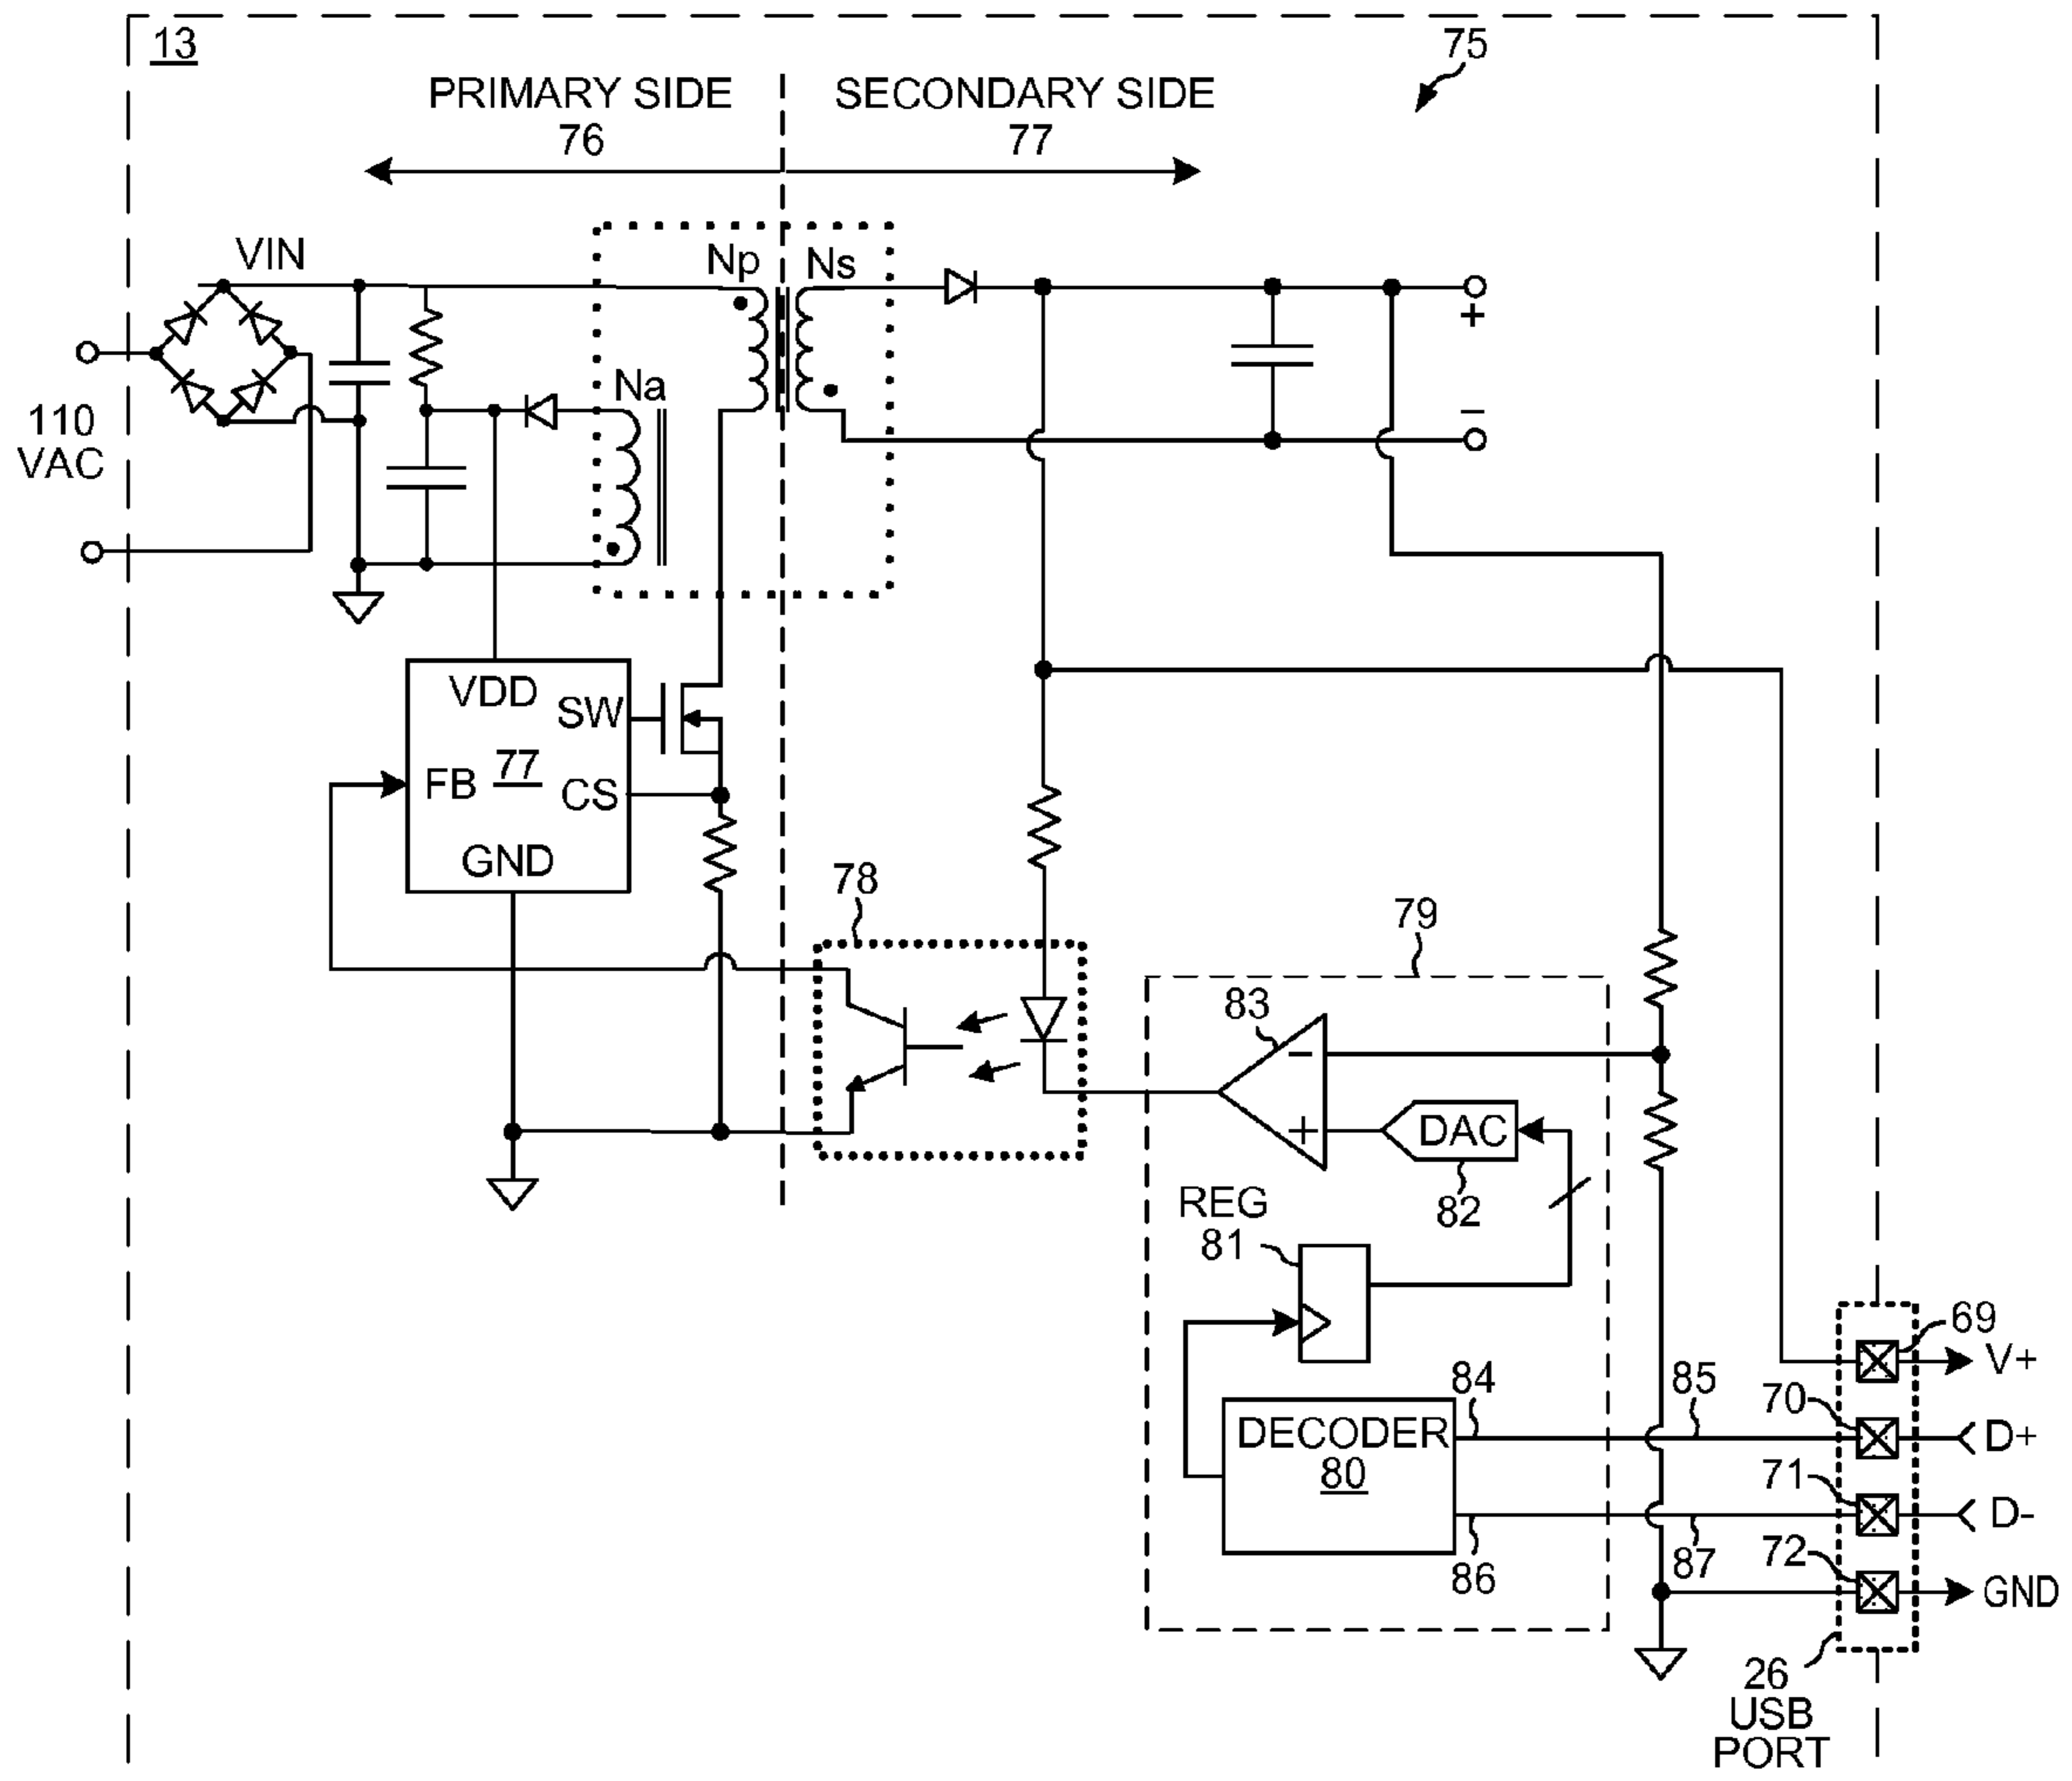 13
75
PRIMARY SIDE
76
SECONDARY SIDE
77
VIN
Np
Ns
+
Na
−
110
VAC
VDD
SW
77
FB
CS
GND
78
79
83
−
+
DAC
82
REG
81
69
V+
84
85
70
D+
DECODER
80
71
D-
86
87
72
GND
26
USB
PORT